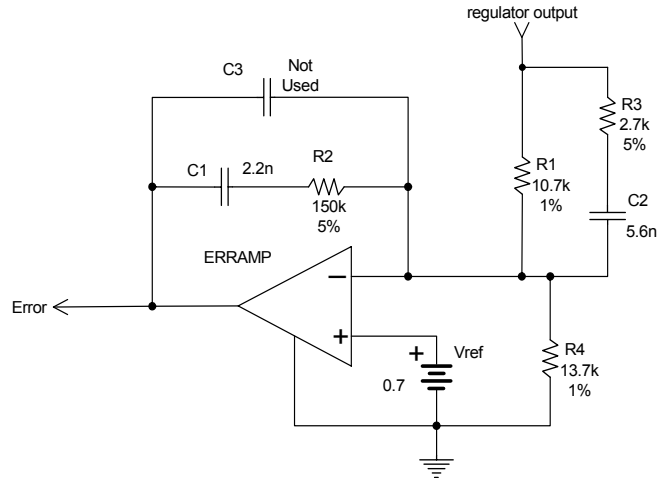 regulator output
C3
Not
Used
R3
2.7k
5%
C1
2.2n
R2
150k
5%
R1
10.7k
1%
C2
5.6n
ERRAMP
Error
Vref
0.7
R4
13.7k
1%